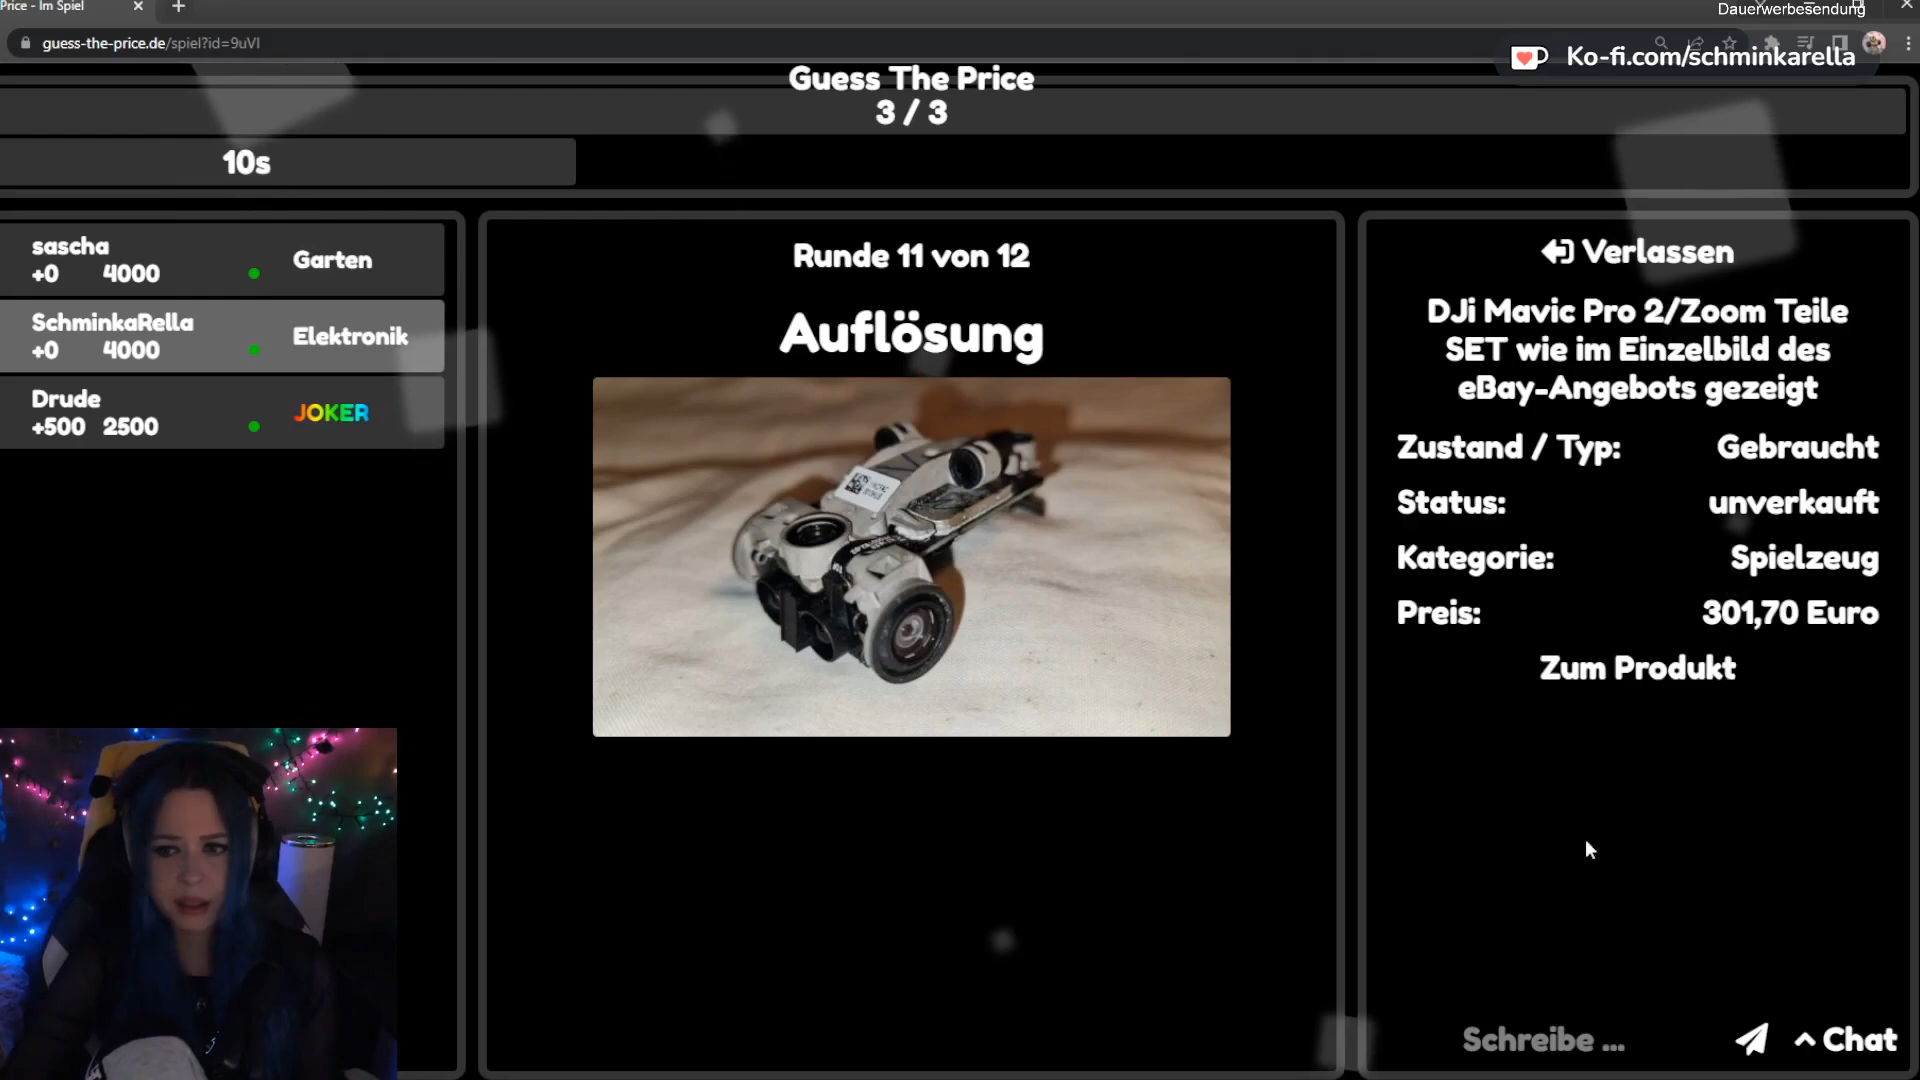 Price - Im Spiel
Dauerwerbesendung
guess-the-price.de/spiel?id=9uVI
Ko-fi.com/schminkarella
Guess The Price
3 / 3
10s
sascha
+0 4000
Garten
SchminkaRella
+0 4000
Elektronik
Drude
+500 2500
JOKER
Runde 11 von 12
Auflösung
Verlassen
DJi Mavic Pro 2/Zoom Teile
SET wie im Einzelbild des
eBay-Angebots gezeigt
Zustand / Typ: Gebraucht
Status: unverkauft
Kategorie: Spielzeug
Preis: 301,70 Euro
Zum Produkt
Schreibe ...
Chat